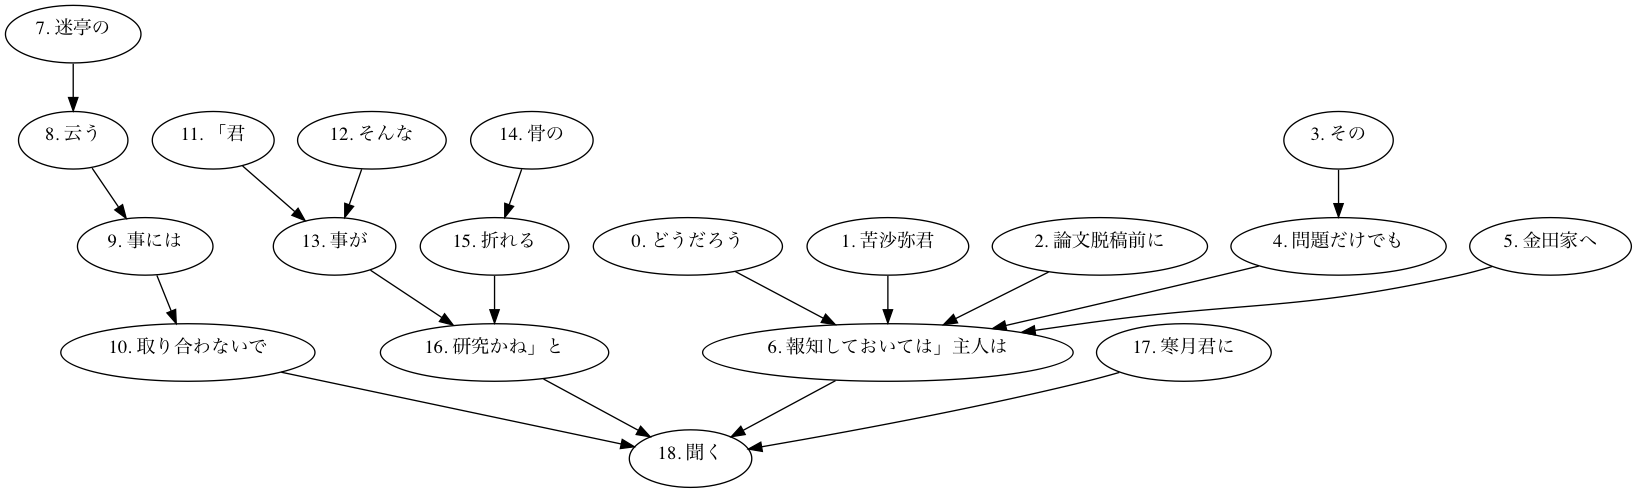 7. 迷亭の
8. 云う
11. 「君
12. そんな
14. 骨の
3. その
9. 事には
13. 事が
15. 折れる
0. どうだろう
1. 苦沙弥君
2. 論文脱稿前に
4. 問題だけでも
5. 金田家へ
10. 取り合わないで
16. 研究かね」と
6. 報知しておいては」主人は
17. 寒月君に
18. 聞く